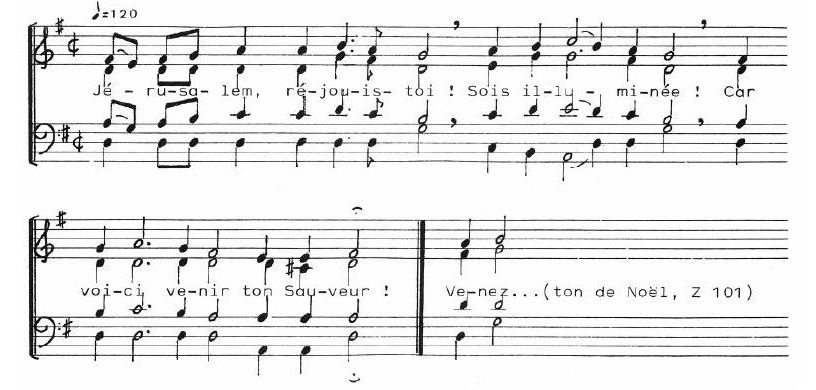 ♪=120
Jé - ru-sa- lem, ré-jou-is- toi ! Sois il-lu -, mi-née ! Car
voi-ci, ve-nir ton Sau-veur ! Ve-nez...(ton de Noël, Z 101)